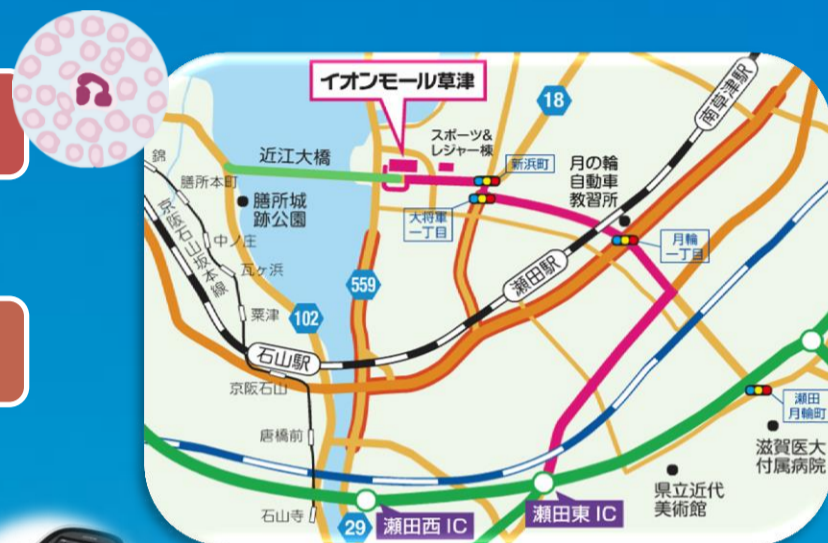 イオンモール草津
18
南草津駅
スポーツ&
レジャー棟
近江大橋
新浜町
月の輪
自動車
教習所
錦
膳所本町
膳所城
跡公園
大将軍
一丁目
月輪
一丁目
京阪石山坂本線
中ノ庄
瓦ヶ浜
瀬田駅
559
粟津
102
石山駅
京阪石山
瀬田
月輪町
唐橋前
滋賀医大
付属病院
県立近代
美術館
石山寺
29
瀬田西 IC
瀬田東 IC